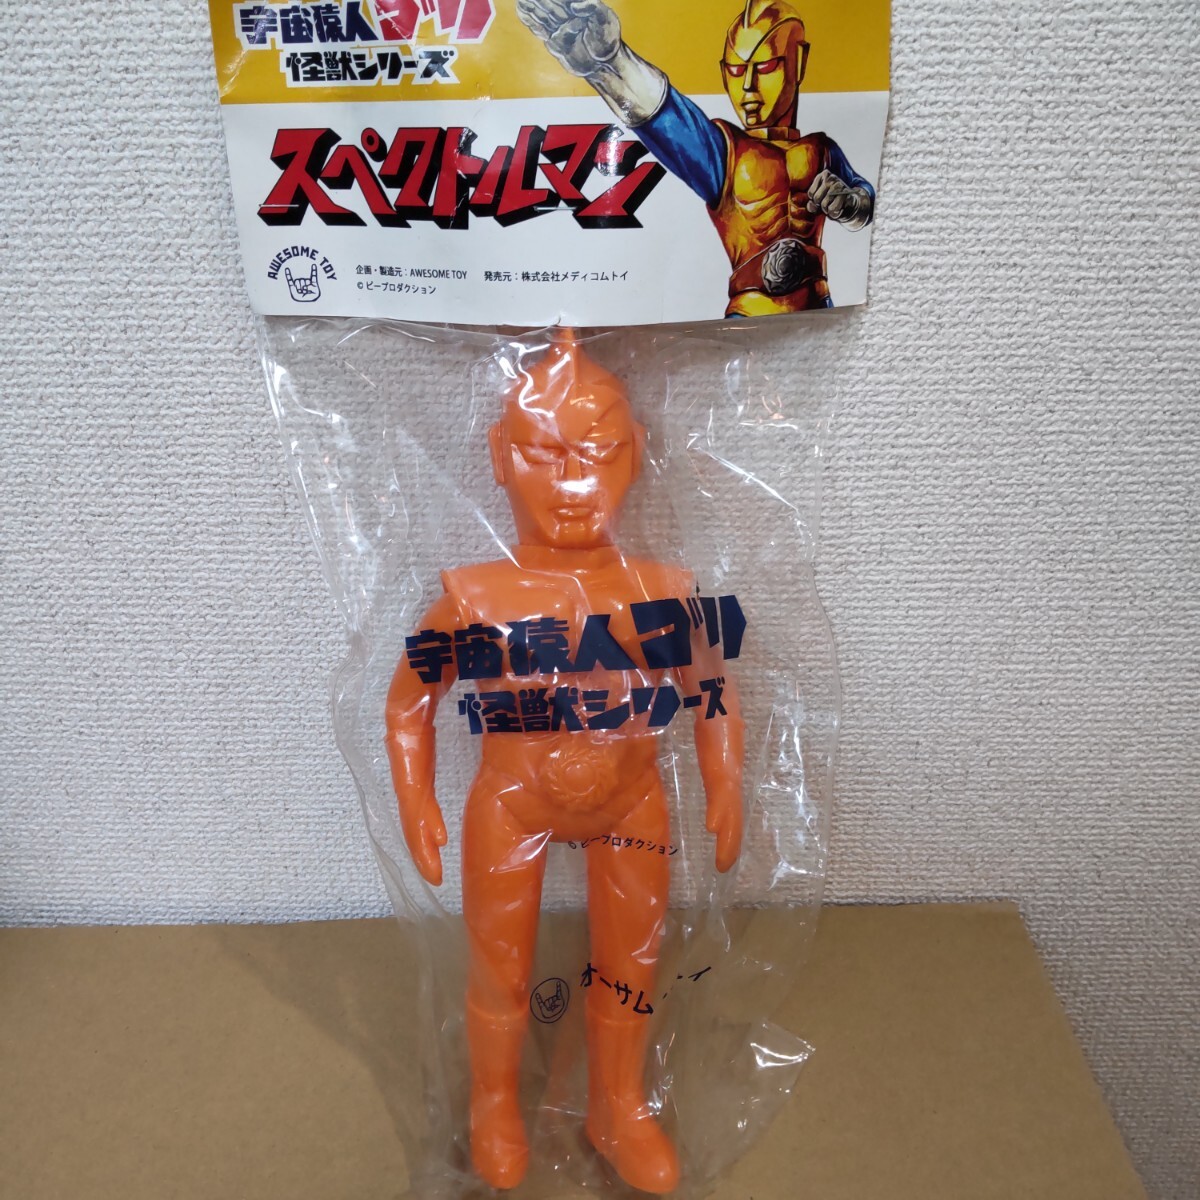 宇宙猿人ゴリ
怪獣シリーズ
スペクトルマン
AWESOME TOY
企画・製造元：AWESOME TOY 発売元：株式会社メディコムトイ
© ピープロダクション
宇宙猿人ゴリ
怪獣シリーズ
© ピープロダクション
オーサム イ